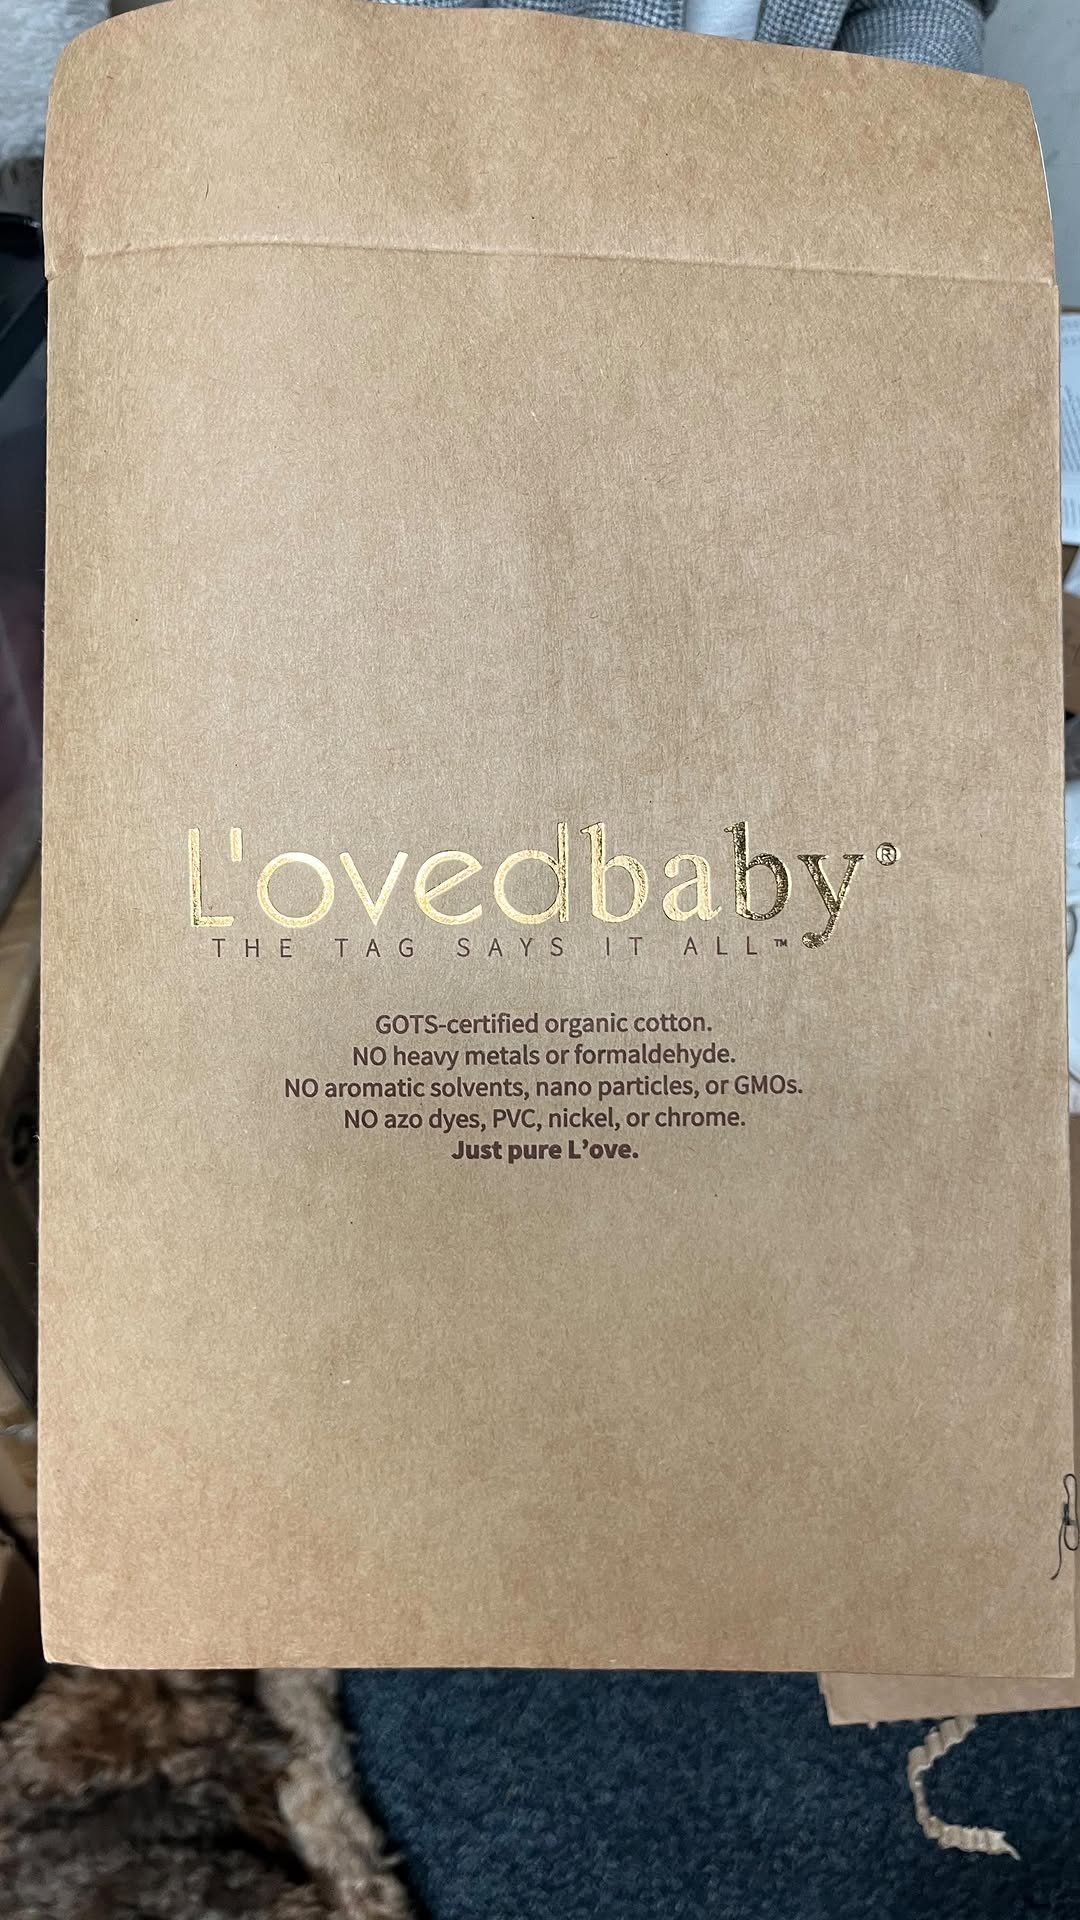 L'ovedbaby®
THE TAG SAYS IT ALL™
GOTS-certified organic cotton.
NO heavy metals or formaldehyde.
NO aromatic solvents, nano particles, or GMOs.
NO azo dyes, PVC, nickel, or chrome.
Just pure L’ove.